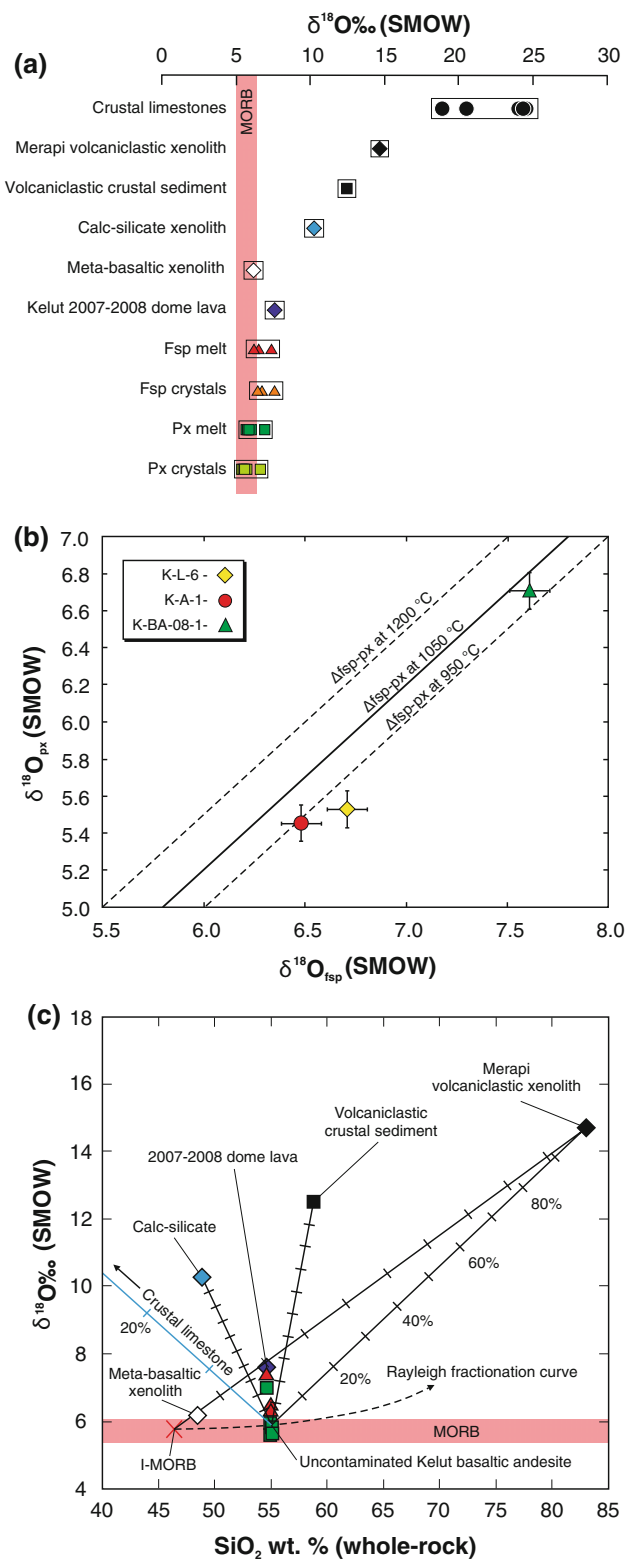 δ18O‰ (SMOW)
(a)
0 5 10 15 20 25 30
MORB
Crustal limestones
Merapi volcaniclastic xenolith
Volcaniclastic crustal sediment
Calc-silicate xenolith
Meta-basaltic xenolith
Kelut 2007-2008 dome lava
Fsp melt
Fsp crystals
Px melt
Px crystals
(b)
7.0
6.8
6.6
6.4
6.2
6.0
5.8
5.6
5.4
5.2
5.0
δ18Opx (SMOW)
K-L-6 -
K-A-1-
K-BA-08-1-
Δfsp-px at 1200 °C
Δfsp-px at 1050 °C
Δfsp-px at 950 °C
5.5 6.0 6.5 7.0 7.5 8.0
δ18Ofsp (SMOW)
(c)
18
16
14
12
10
8
6
4
δ18O‰ (SMOW)
Merapi
volcaniclastic xenolith
Volcaniclastic
crustal sediment
2007-2008 dome lava
Calc-silicate
80%
60%
40%
20%
Crustal limestone
20%
Meta-basaltic
xenolith
Rayleigh fractionation curve
MORB
I-MORB
Uncontaminated Kelut basaltic andesite
40 45 50 55 60 65 70 75 80 85
SiO2 wt. % (whole-rock)